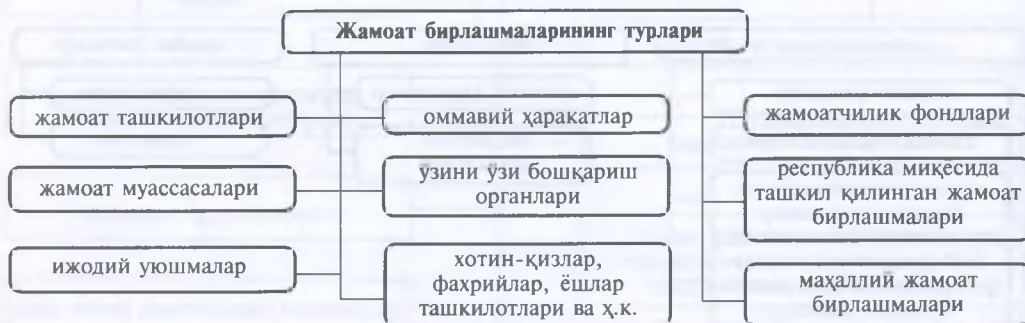 Жамоат бирлашмаларининг турлари
жамоат ташкилотлари
оммавий ҳаракатлар
жамоатчилик фондлари
жамоат муассасалари
ўзини ўзи бошқариш
органлари
республика миқёсида
ташкил қилинган жамоат
бирлашмалари
ижодий уюшмалар
хотин-қизлар,
фахрийлар, ёшлар
ташкилотлари ва ҳ.к.
маҳаллий жамоат
бирлашмалари